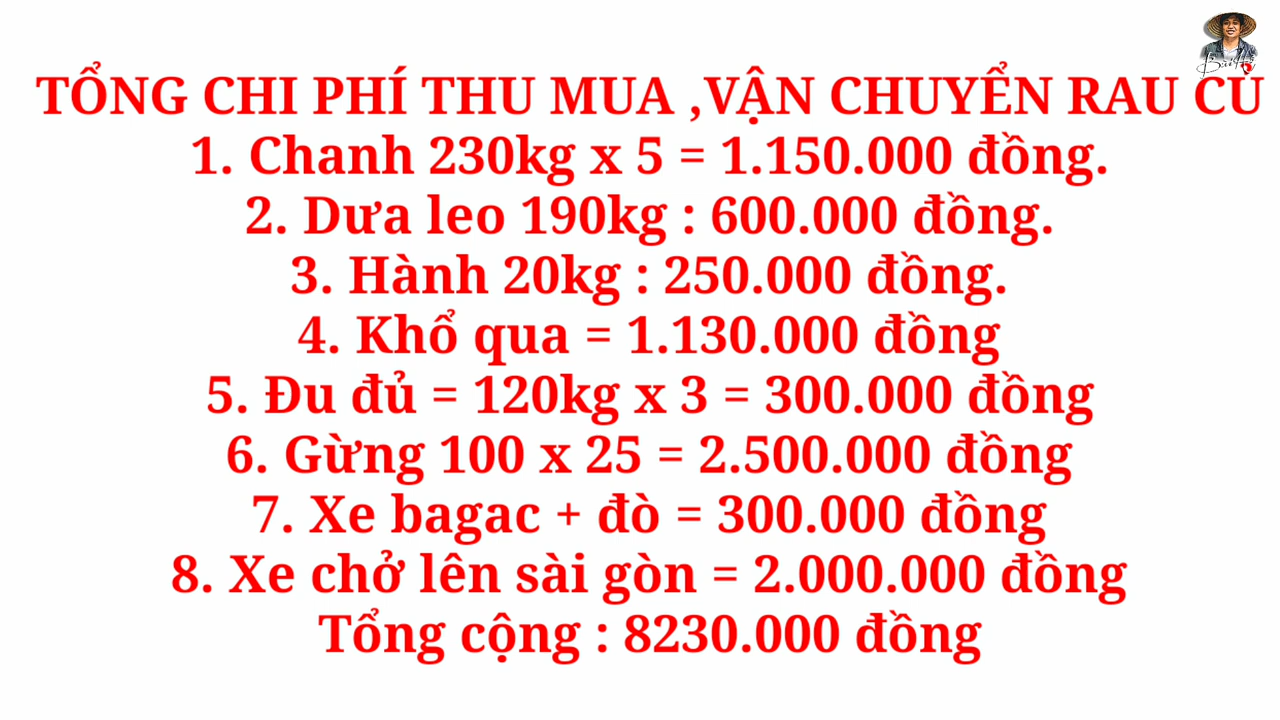 TỔNG CHI PHÍ THU MUA ,VẬN CHUYỂN RAU CỦ
1. Chanh 230kg x 5 = 1.150.000 đồng.
2. Dưa leo 190kg : 600.000 đồng.
3. Hành 20kg : 250.000 đồng.
4. Khổ qua = 1.130.000 đồng
5. Đu đủ = 120kg x 3 = 300.000 đồng
6. Gừng 100 x 25 = 2.500.000 đồng
7. Xe bagac + đò = 300.000 đồng
8. Xe chở lên sài gòn = 2.000.000 đồng
Tổng cộng : 8230.000 đồng